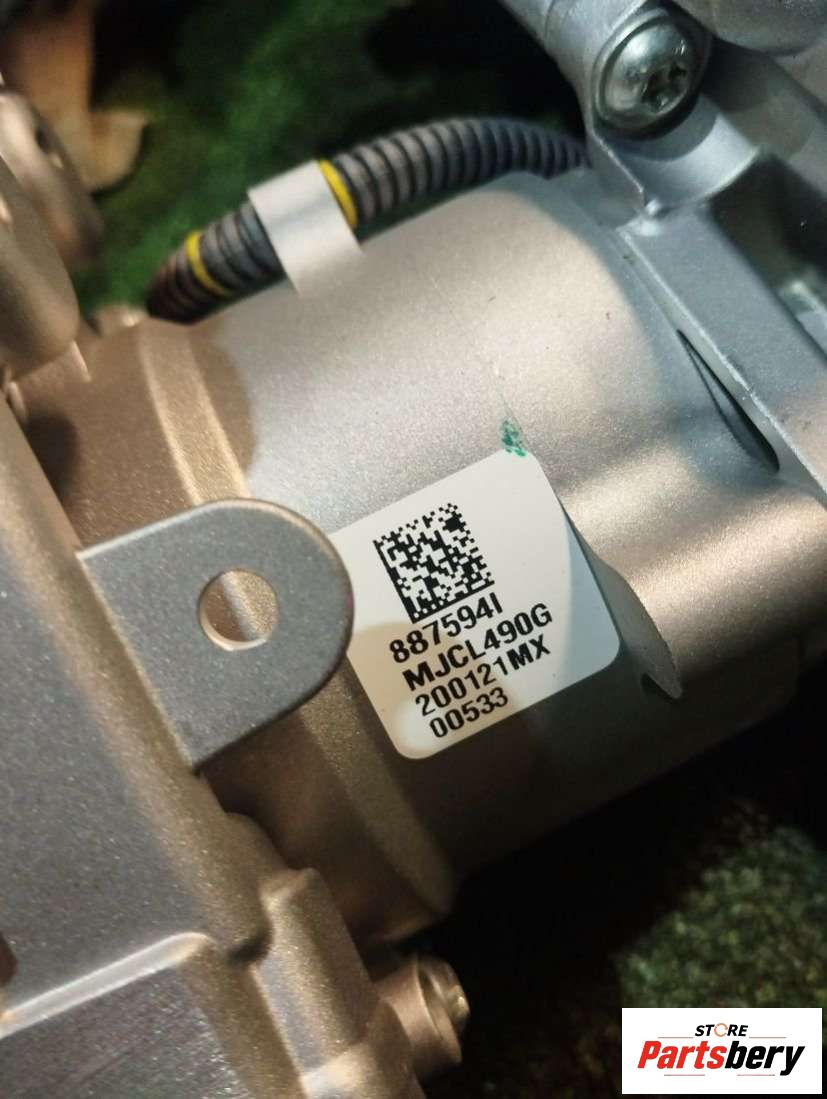 887594I
MJCL490G
200121MX
00533
STORE
Partsbery